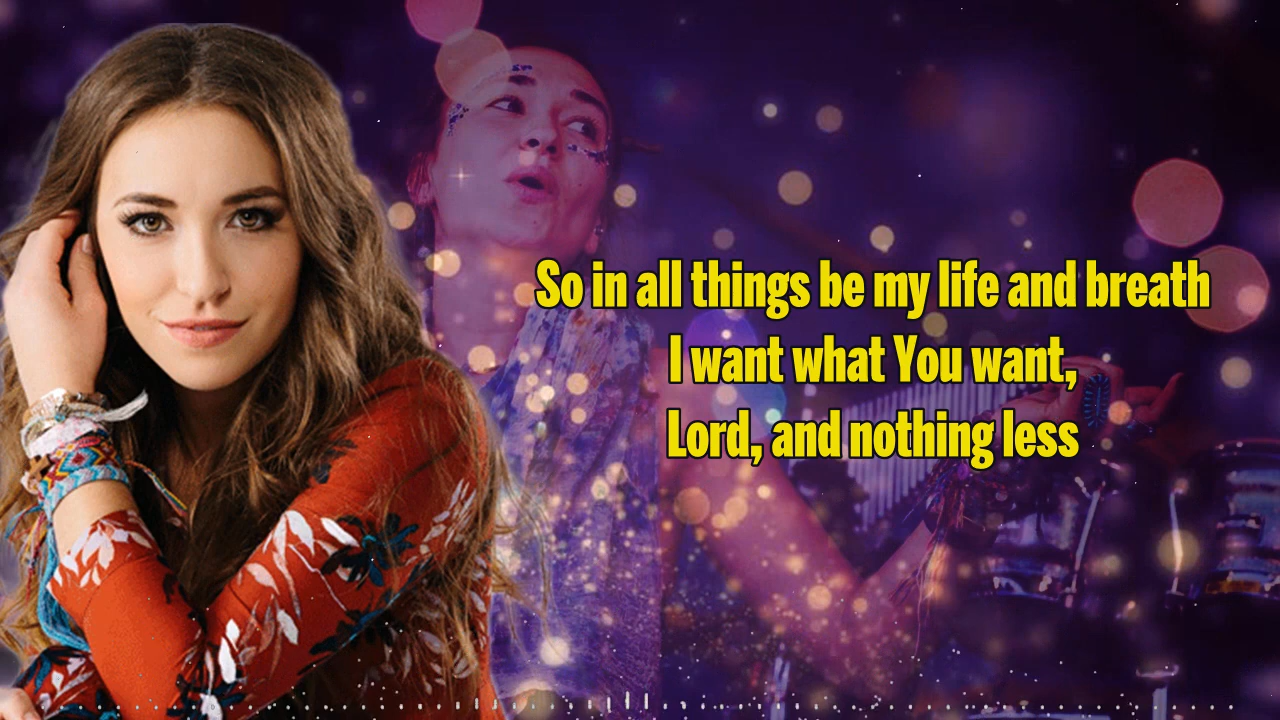 So in all things be my life and breath
I want what You want,
Lord, and nothing less